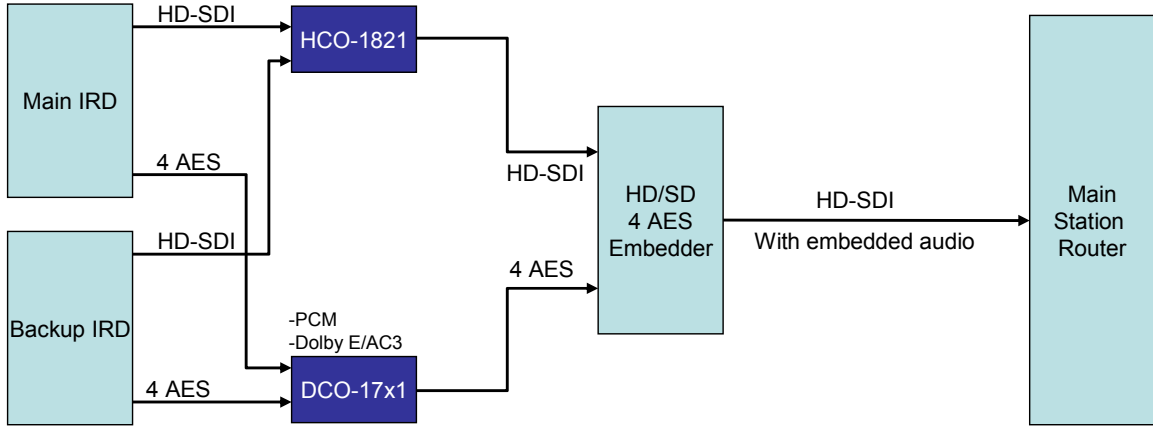 HD-SDI
HCO-1821
Main IRD
4 AES
HD-SDI
HD/SD
4 AES
Embedder
HD-SDI
With embedded audio
Main
Station
Router
HD-SDI
4 AES
Backup IRD
-PCM
-Dolby E/AC3
4 AES
DCO-17x1